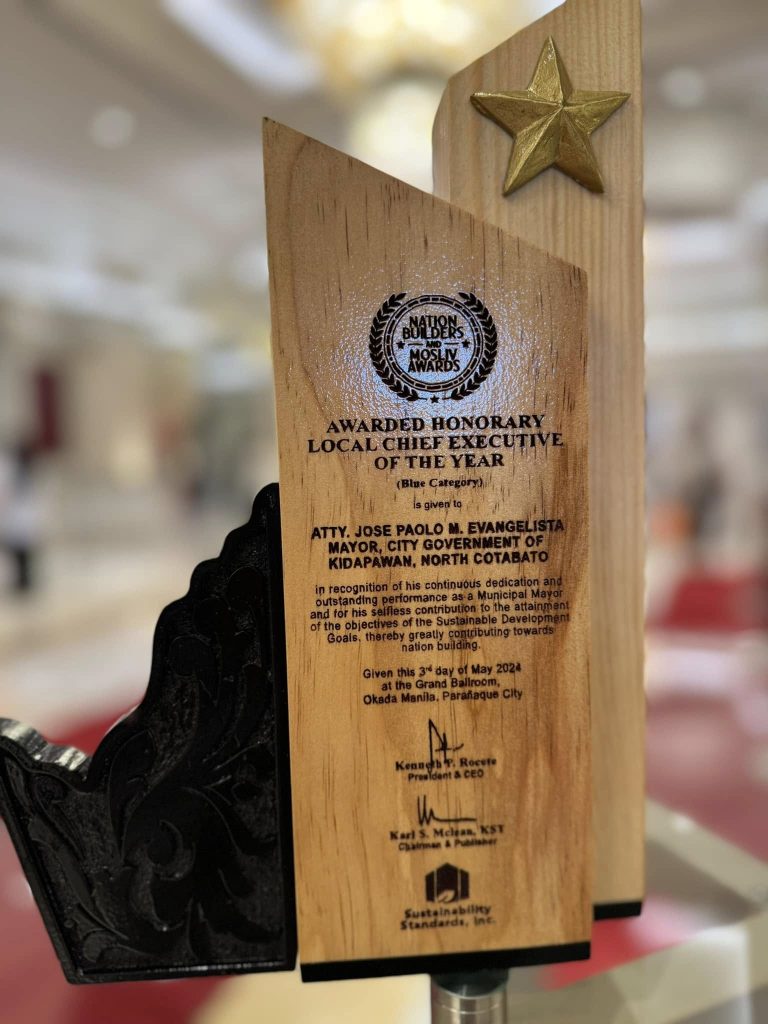 NATION
BUILDERS
AND
MOSLIV
AWARDS
AWARDED HONORARY
LOCAL CHIEF EXECUTIVE
OF THE YEAR
(Blue Category)
is given to
ATTY. JOSE PAOLO M. EVANGELISTA
MAYOR, CITY GOVERNMENT OF
KIDAPAWAN, NORTH COTABATO
in recognition of his continuous dedication and
outstanding performance as a Municipal Mayor
and for his selfless contribution to the attainment
of the objectives of the Sustainable Development
Goals, thereby greatly contributing towards
nation building.
Given this 3rd day of May 2024
at the Grand Ballroom,
Okada Manila, Parañaque City
Kenneth P. Rocete
President & CEO
Karl S. Mclean, KST
Chairman & Publisher
Sustainability
Standards, Inc.